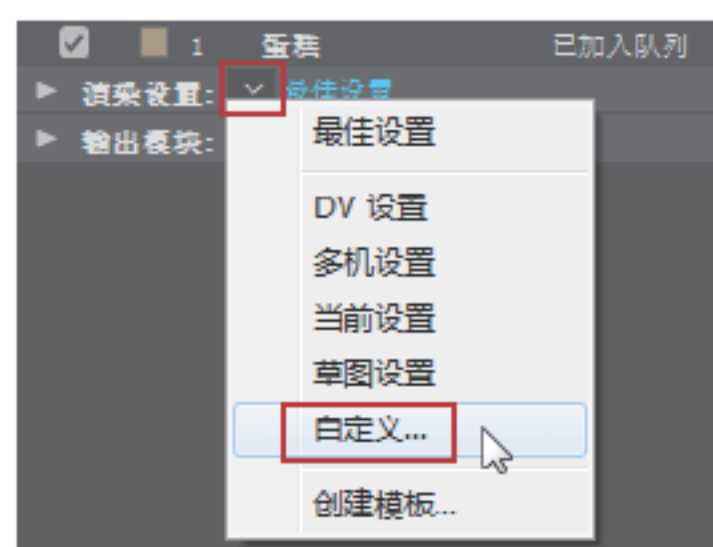 1 蛋糕 已加入队列
渲染设置: 最佳设置
输出模块:
最佳设置
DV 设置
多机设置
当前设置
草图设置
自定义...
创建模板...